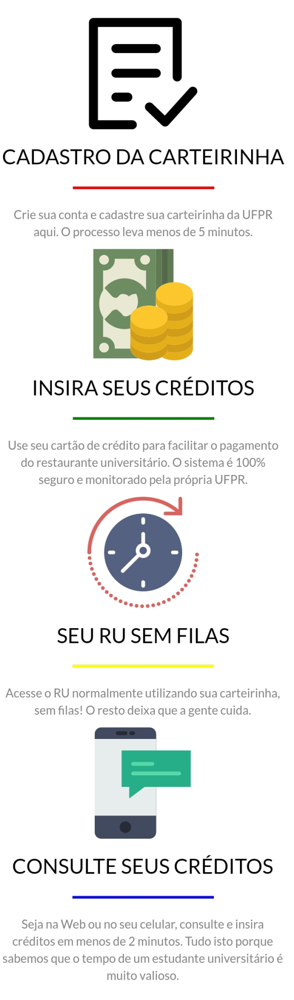 CADASTRO DA CARTEIRINHA
Crie sua conta e cadastre sua carteirinha da UFPR
aqui. O processo leva menos de 5 minutos.
INSIRA SEUS CRÉDITOS
Use seu cartão de crédito para facilitar o pagamento
do restaurante universitário. O sistema é 100%
seguro e monitorado pela própria UFPR.
SEU RU SEM FILAS
Acesse o RU normalmente utilizando sua carteirinha,
sem filas! O resto deixa que a gente cuida.
CONSULTE SEUS CRÉDITOS
Seja na Web ou no seu celular, consulte e insira
créditos em menos de 2 minutos. Tudo isto porque
sabemos que o tempo de um estudante universitário é
muito valioso.